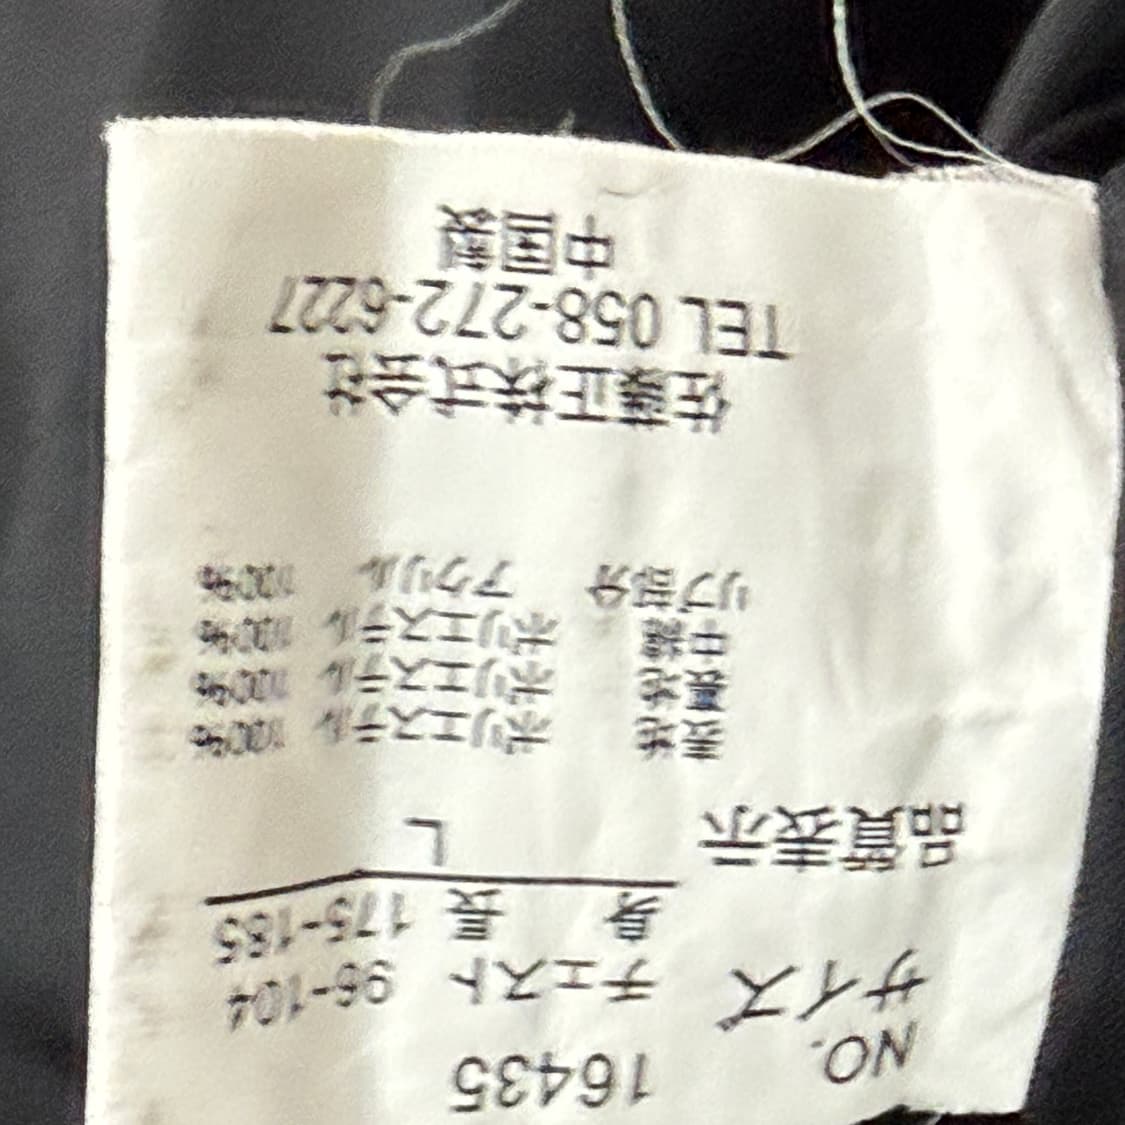 NO. 16435
サイズ チェスト 96-104
身 長 175-185
L
品質表示
表地 ポリエステル 100%
裏地 ポリエステル 100%
中綿 ポリエステル 100%
リブ部分 アクリル 100%
佐藤正株式会社
TEL 058-272-6227
中国製